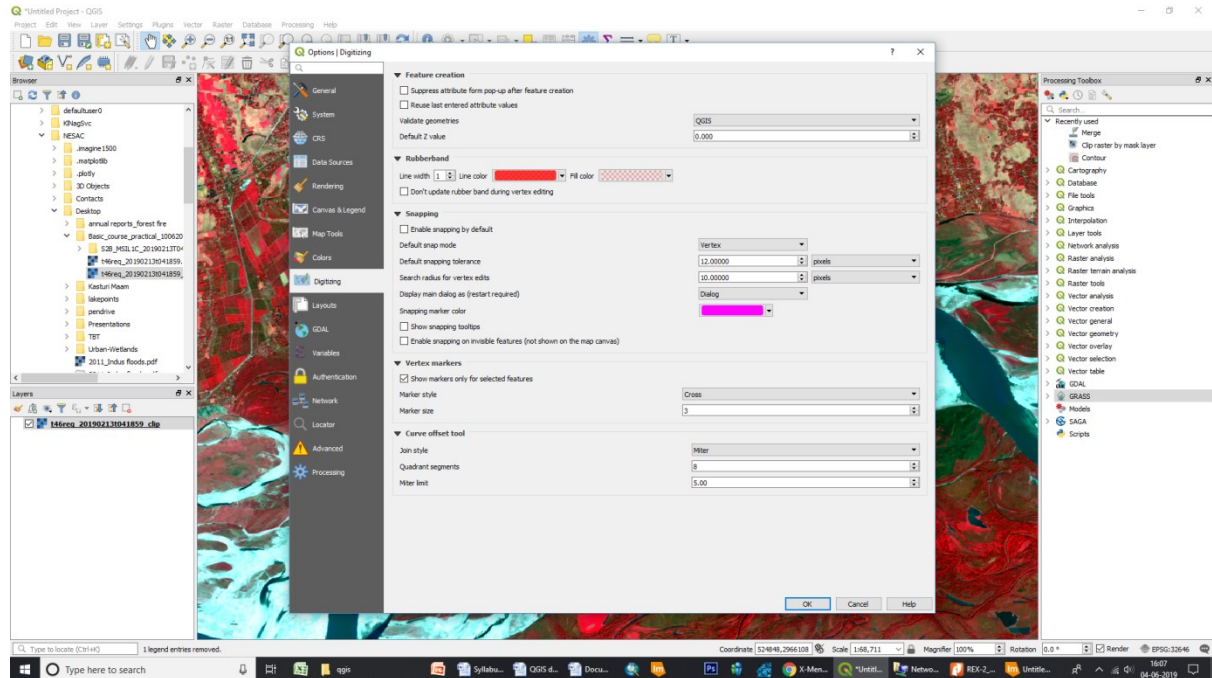 *Untitled Project - QGIS
Project Edit View Layer Settings Plugins Vector Raster Database Processing Help
Browser
defaultuser0
KlNagSvc
NESAC
.imagine1500
.matplotlib
.plotly
3D Objects
Contacts
Desktop
annual reports_forest fire
Basic_course_practical_100620
S2B_MSIL1C_20190213T04
t46req_20190213t041859.
t46req_20190213t041859_
Kasturi Maam
lakepoints
pendrive
Presentations
TBT
Urban-Wetlands
2011_Indus floods.pdf
Layers
t46req_20190213t041859_clip
Options | Digitizing
General
System
CRS
Data Sources
Rendering
Canvas & Legend
Map Tools
Colors
Digitizing
Layouts
GDAL
Variables
Authentication
Network
Locator
Advanced
Processing
Feature creation
Suppress attribute form pop-up after feature creation
Reuse last entered attribute values
Validate geometries QGIS
Default Z value 0.000
Rubberband
Line width 1 Line color Fill color
Don't update rubber band during vertex editing
Snapping
Enable snapping by default
Default snap mode Vertex
Default snapping tolerance 12.00000 pixels
Search radius for vertex edits 10.00000 pixels
Display main dialog as (restart required) Dialog
Snapping marker color
Show snapping tooltips
Enable snapping on invisible features (not shown on the map canvas)
Vertex markers
Show markers only for selected features
Marker style Cross
Marker size 3
Curve offset tool
Join style Miter
Quadrant segments 8
Miter limit 5.00
OK Cancel Help
Processing Toolbox
Search...
Recently used
Merge
Clip raster by mask layer
Contour
Cartography
Database
File tools
Graphics
Interpolation
Layer tools
Network analysis
Raster analysis
Raster terrain analysis
Raster tools
Vector analysis
Vector creation
Vector general
Vector geometry
Vector overlay
Vector selection
Vector table
GDAL
GRASS
Models
SAGA
Scripts
Type to locate (Ctrl+K) 1 legend entries removed. Coordinate 524848,2966108 Scale 1:68,711 Magnifier 100% Rotation 0.0 ° Render EPSG:32646
Type here to search qgis Syllabu... QGIS d... Docu... X-Men... *Untitl... Netwo... REX-2_... Untitle... 16:07
04-06-2019